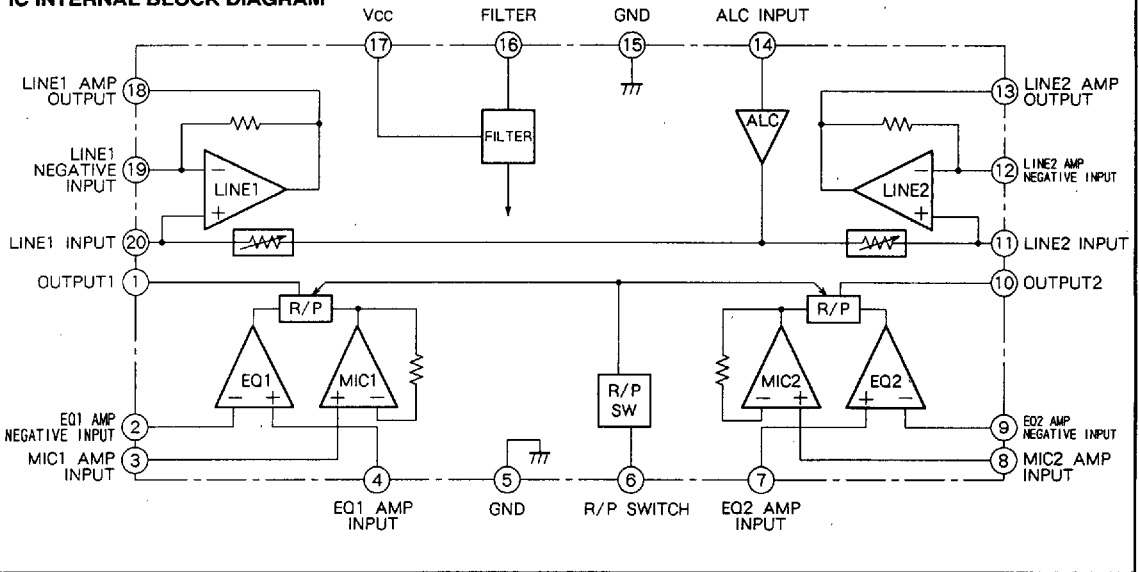 IC INTERNAL BLOCK DIAGRAM
Vcc
FILTER
GND
ALC INPUT
17
16
15
14
LINE1 AMP
OUTPUT
18
13
LINE2 AMP
OUTPUT
ALC
FILTER
LINE1
NEGATIVE
INPUT
19
−
LINE1
+
−
LINE2
+
12
LINE2 AMP
NEGATIVE INPUT
LINE1 INPUT
20
11
LINE2 INPUT
OUTPUT1
1
10
OUTPUT2
R/P
R/P
EQ1
− +
MIC1
+ −
R/P
SW
MIC2
− +
EQ2
+ −
EQ1 AMP
NEGATIVE INPUT
2
9
EQ2 AMP
NEGATIVE INPUT
MIC1 AMP
INPUT
3
8
MIC2 AMP
INPUT
4
5
6
7
EQ1 AMP
INPUT
GND
R/P SWITCH
EQ2 AMP
INPUT